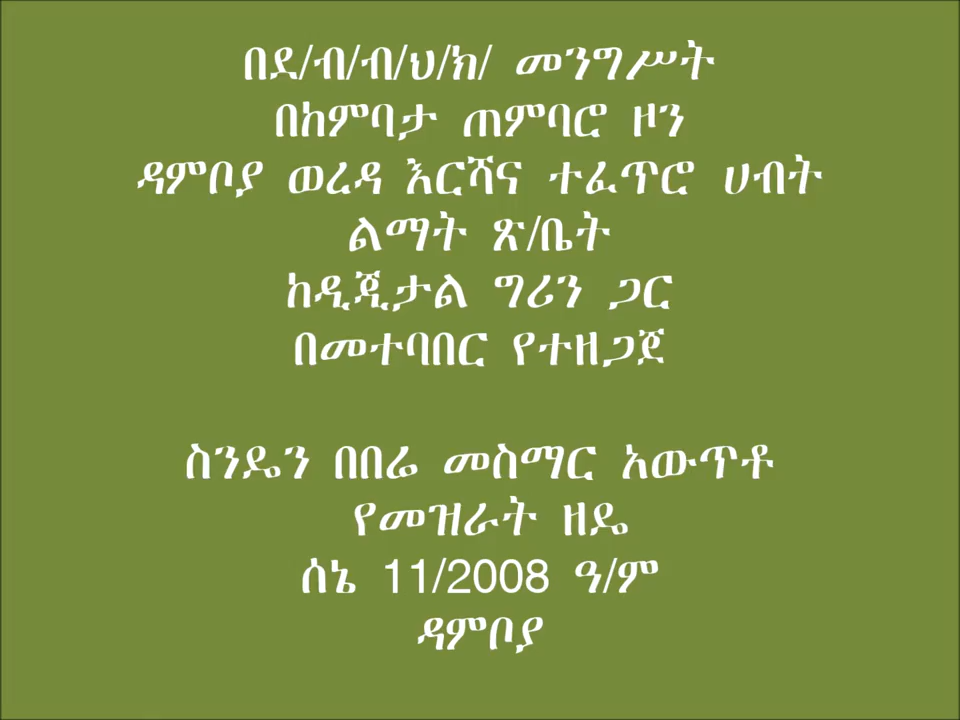 በደ/ብ/ብ/ህ/ክ/ መንግሥት
በከምባታ ጠምባሮ ዞን
ዳምቦያ ወረዳ እርሻና ተፈጥሮ ሀብት
ልማት ጽ/ቤት
ከዲጂታል ግሪን ጋር
በመተባበር የተዘጋጀ
ስንዴን በበሬ መስማር አውጥቶ
የመዝራት ዘዴ
ሰኔ 11/2008 ዓ/ም
ዳምቦያ